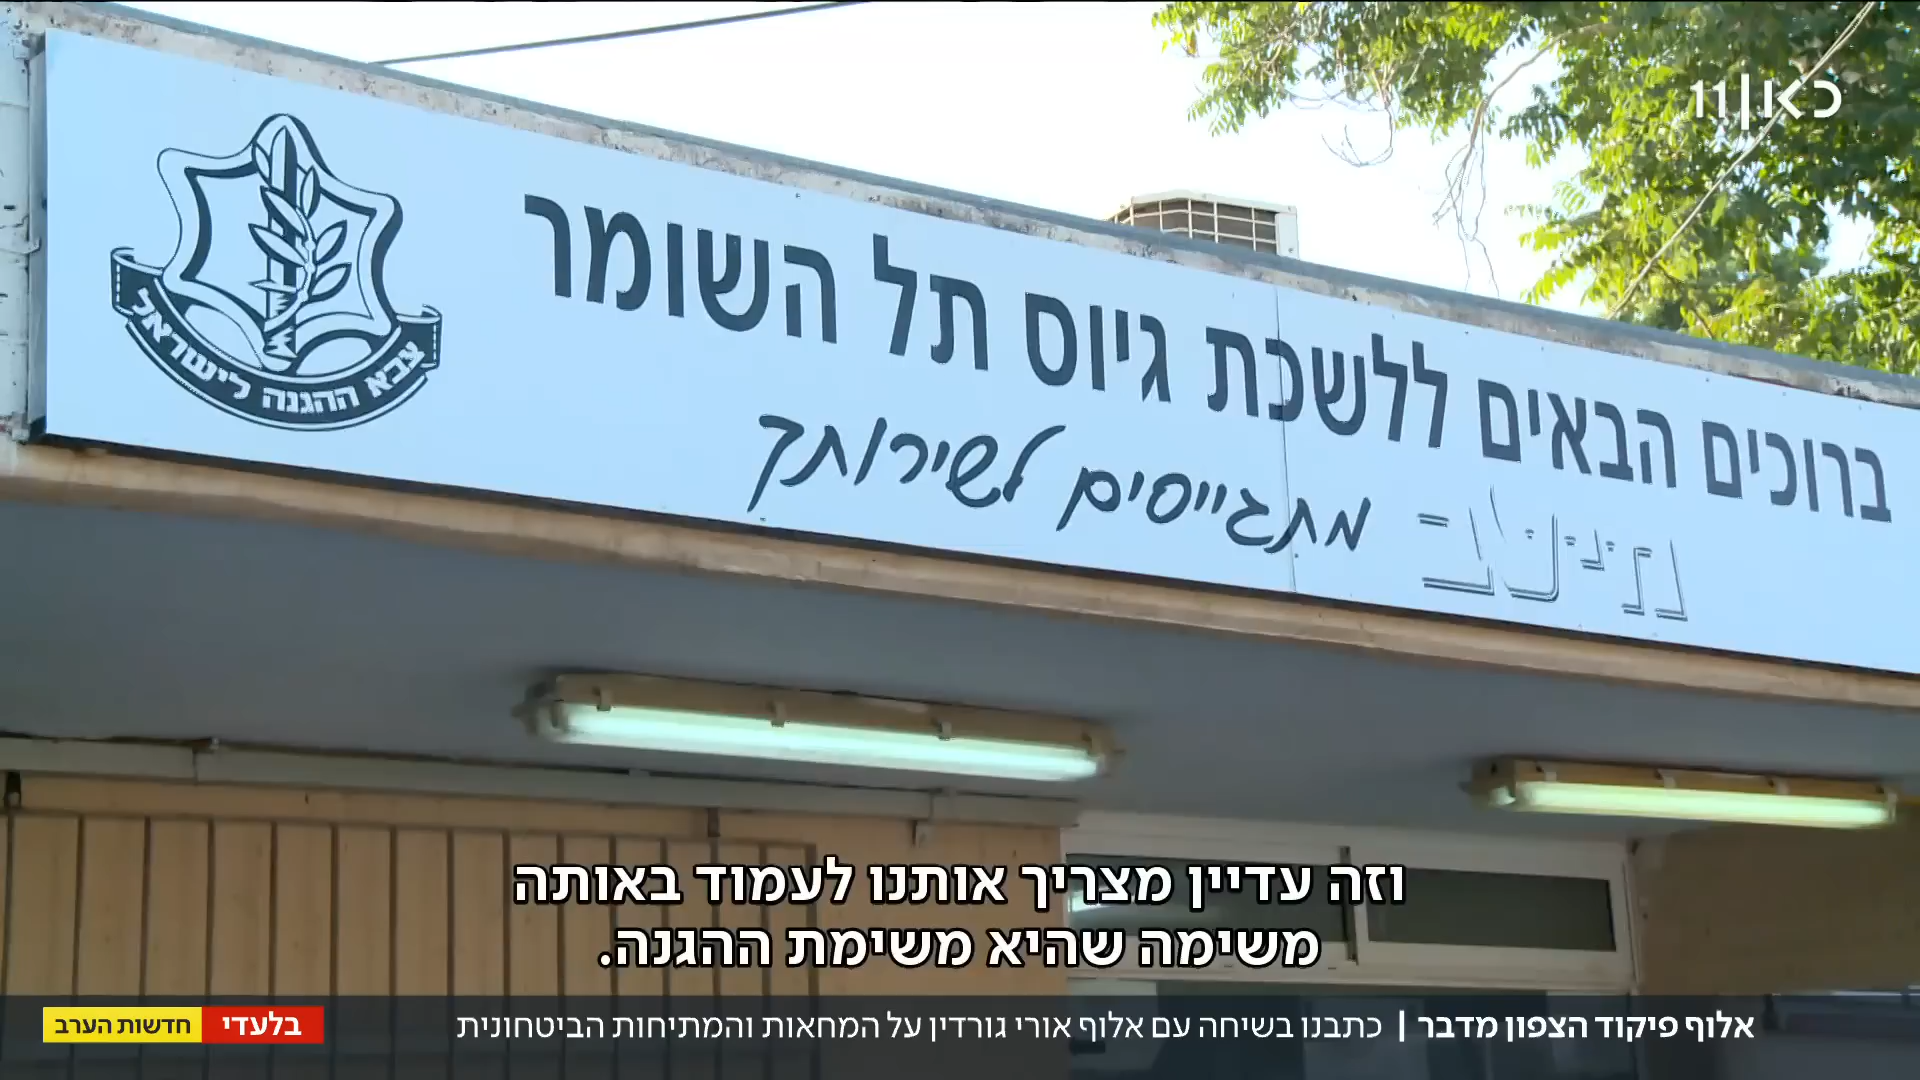 כאן 11
ברוכים הבאים ללשכת גיוס תל השומר
מיטב מתגייסים לשירותך
צבא ההגנה לישראל
וזה עדיין מצריך אותנו לעמוד באותה
משימה שהיא משימת ההגנה.
אלוף פיקוד הצפון מדבר | כתבנו בשיחה עם אלוף אורי גורדין על המחאות והמתיחות הביטחונית
בלעדי
חדשות הערב